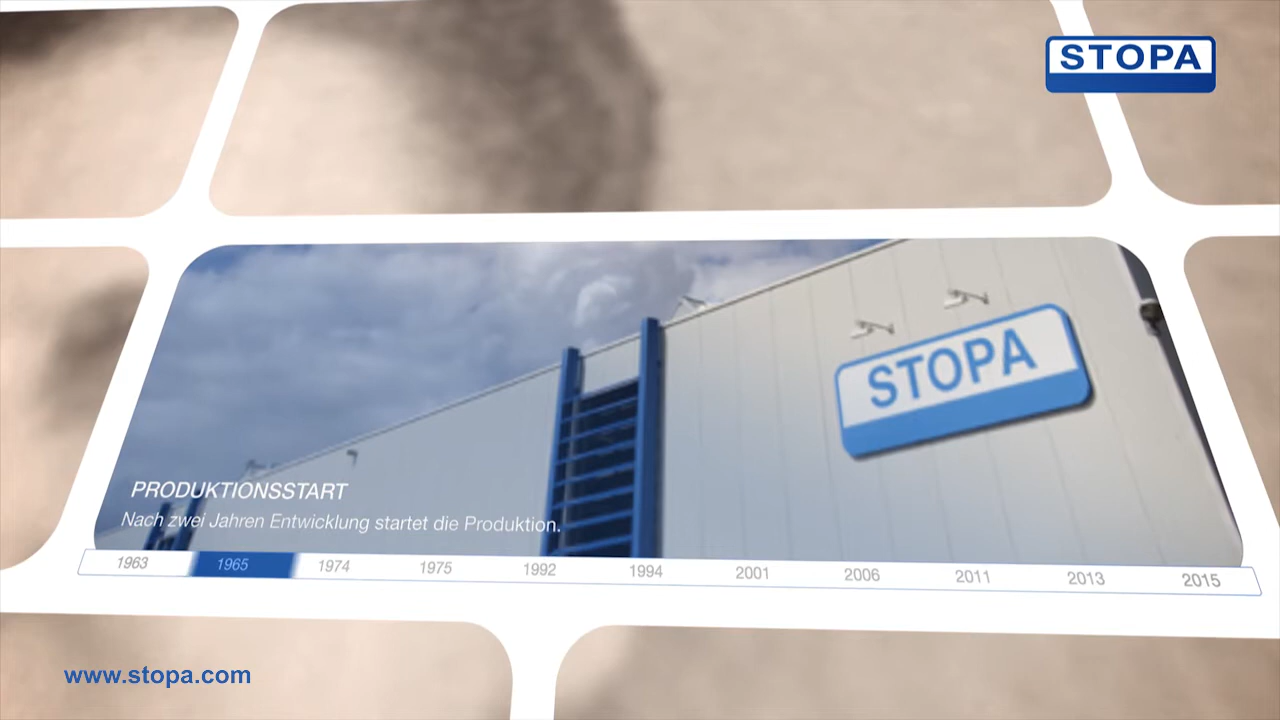 STOPA
STOPA
PRODUKTIONSSTART
Nach zwei Jahren Entwicklung startet die Produktion.
1963 1965 1974 1975 1992 1994 2001 2006 2011 2013 2015
www.stopa.com